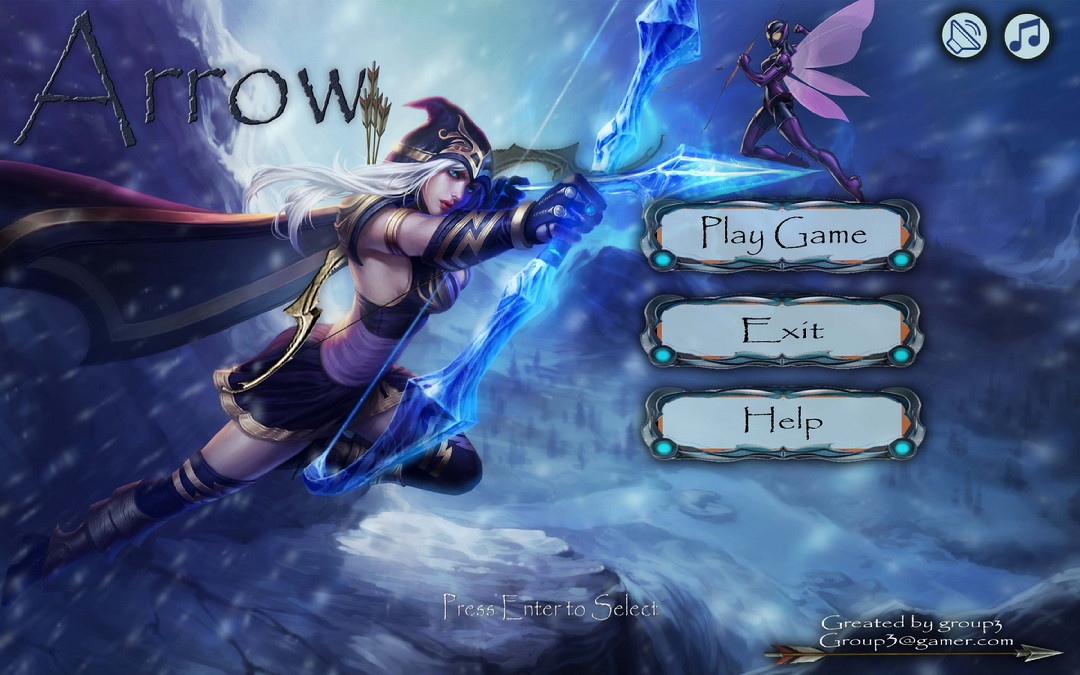 Arrow
Play Game
Exit
Help
Press Enter to Select
Created by group3
Group3@gamer.com